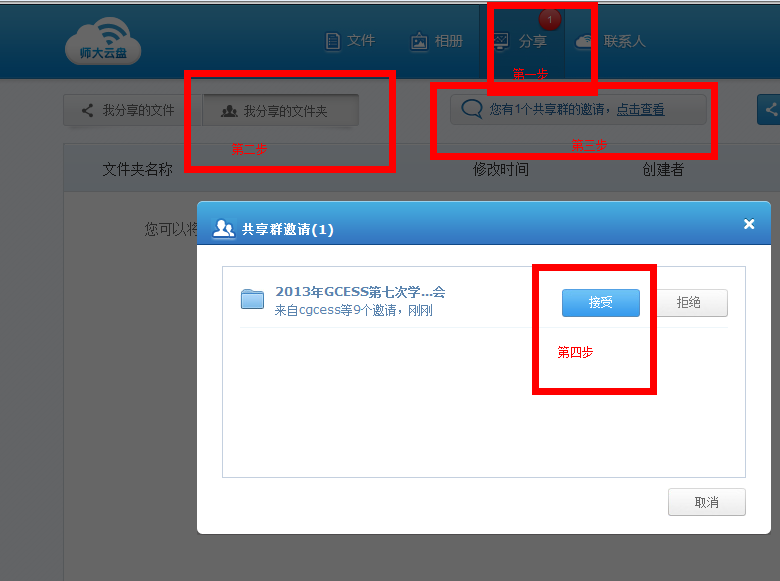 师大云盘
文件
相册
分享
1
联系人
第一步
我分享的文件
我分享的文件夹
您有1个共享群的邀请，点击查看
第二步
第三步
文件夹名称
修改时间
创建者
您可以将
共享群邀请(1)
2013年GCESS第七次学...会
来自cgcess等9个邀请，刚刚
接受
拒绝
第四步
取消